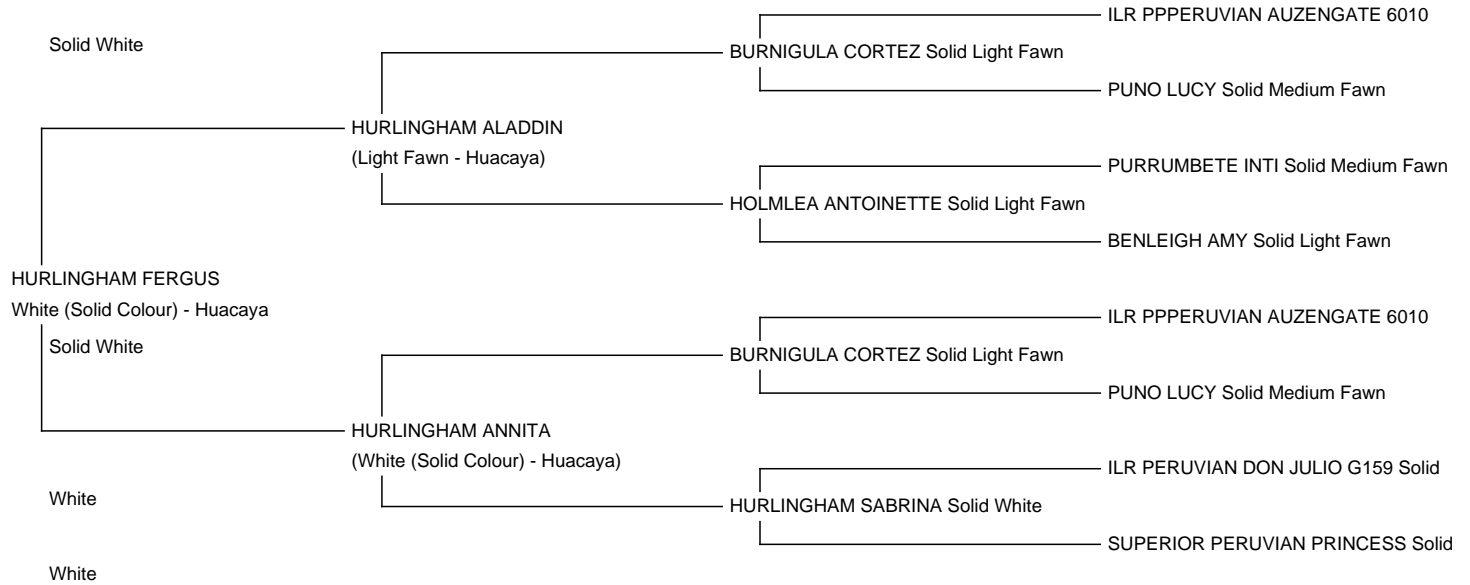 ILR PPPERUVIAN AUZENGATE 6010
Solid White
BURNIGULA CORTEZ Solid Light Fawn
PUNO LUCY Solid Medium Fawn
HURLINGHAM ALADDIN
(Light Fawn - Huacaya)
PURRUMBETE INTI Solid Medium Fawn
HOLMLEA ANTOINETTE Solid Light Fawn
BENLEIGH AMY Solid Light Fawn
HURLINGHAM FERGUS
White (Solid Colour) - Huacaya
ILR PPPERUVIAN AUZENGATE 6010
Solid White
BURNIGULA CORTEZ Solid Light Fawn
PUNO LUCY Solid Medium Fawn
HURLINGHAM ANNITA
(White (Solid Colour) - Huacaya)
ILR PERUVIAN DON JULIO G159 Solid
White
HURLINGHAM SABRINA Solid White
SUPERIOR PERUVIAN PRINCESS Solid
White